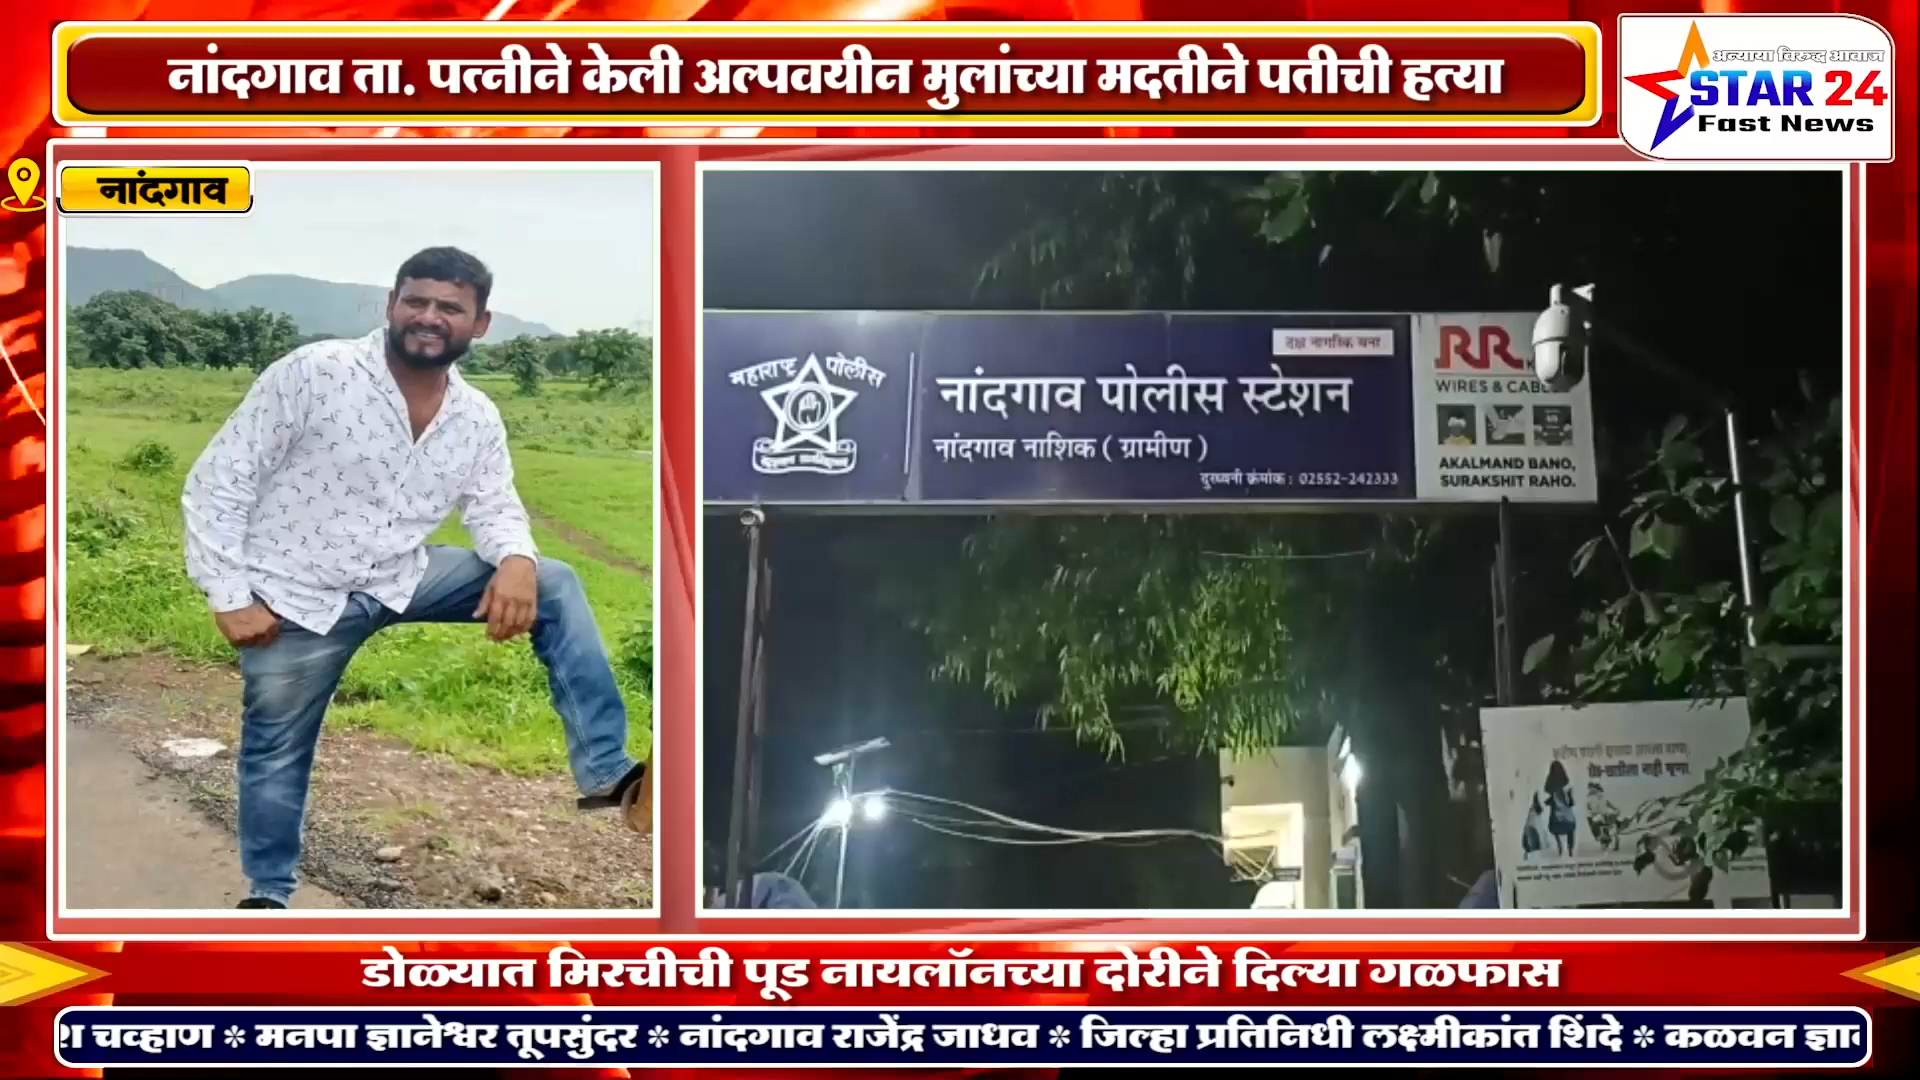 नांदगाव ता. पत्नीने केली अल्पवयीन मुलांच्या मदतीने पतीची हत्या
अन्याया विरुद्ध आवाज
STAR 24
Fast News
नांदगाव
महाराष्ट्र पोलीस
नांदगाव पोलीस स्टेशन
नांदगाव नाशिक ( ग्रामीण )
दुरध्वनी क्रंमांक : 02552-242333
RR
WIRES &
AKALMAND BANO,
SURAKSHIT RAHO.
डोळ्यात मिरचीची पूड नायलॉनच्या दोरीने दिल्या गळफास
चव्हाण * मनपा ज्ञानेश्वर तूपसुंदर * नांदगाव राजेंद्र जाधव * जिल्हा प्रतिनिधी लक्ष्मीकांत शिंदे * कळवन